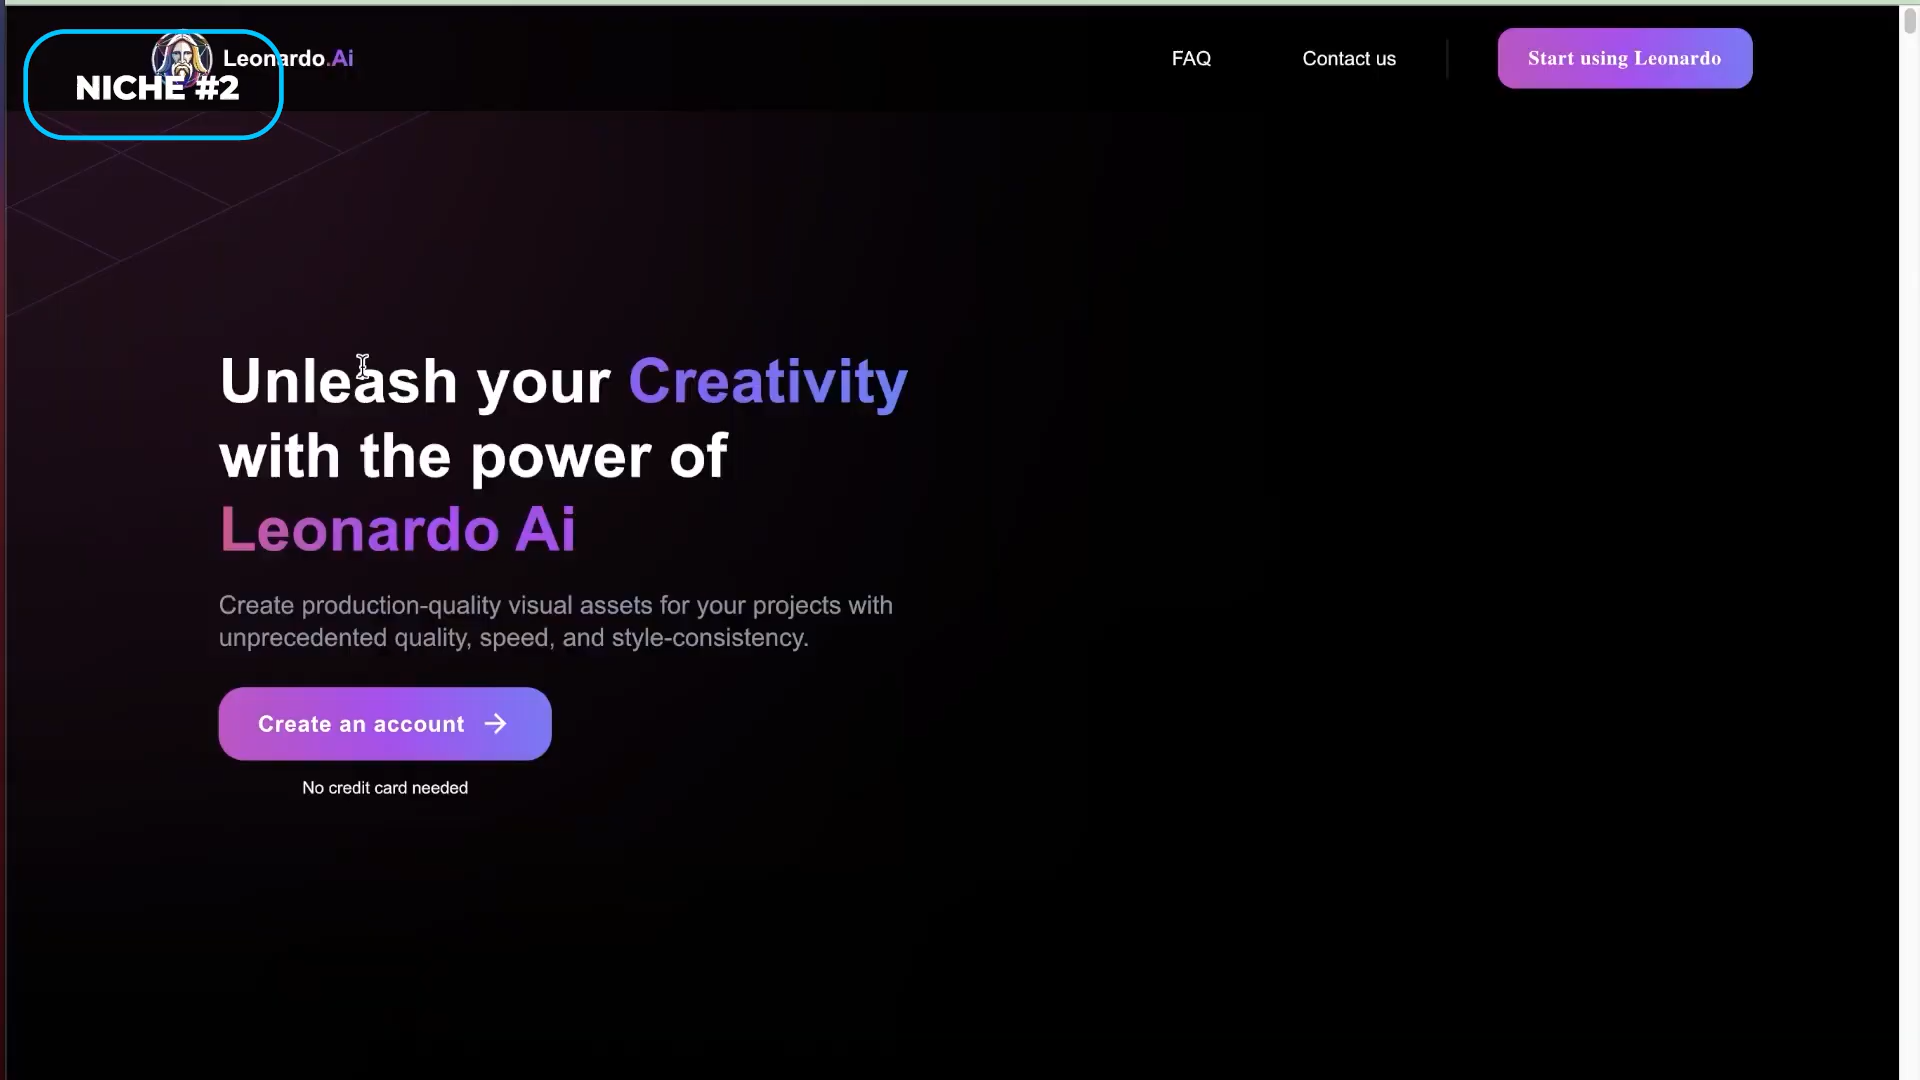 Leonardo.Ai
NICHE #2
FAQ
Contact us
Start using Leonardo
Unleash your Creativity
with the power of
Leonardo Ai
Create production-quality visual assets for your projects with
unprecedented quality, speed, and style-consistency.
Create an account →
No credit card needed